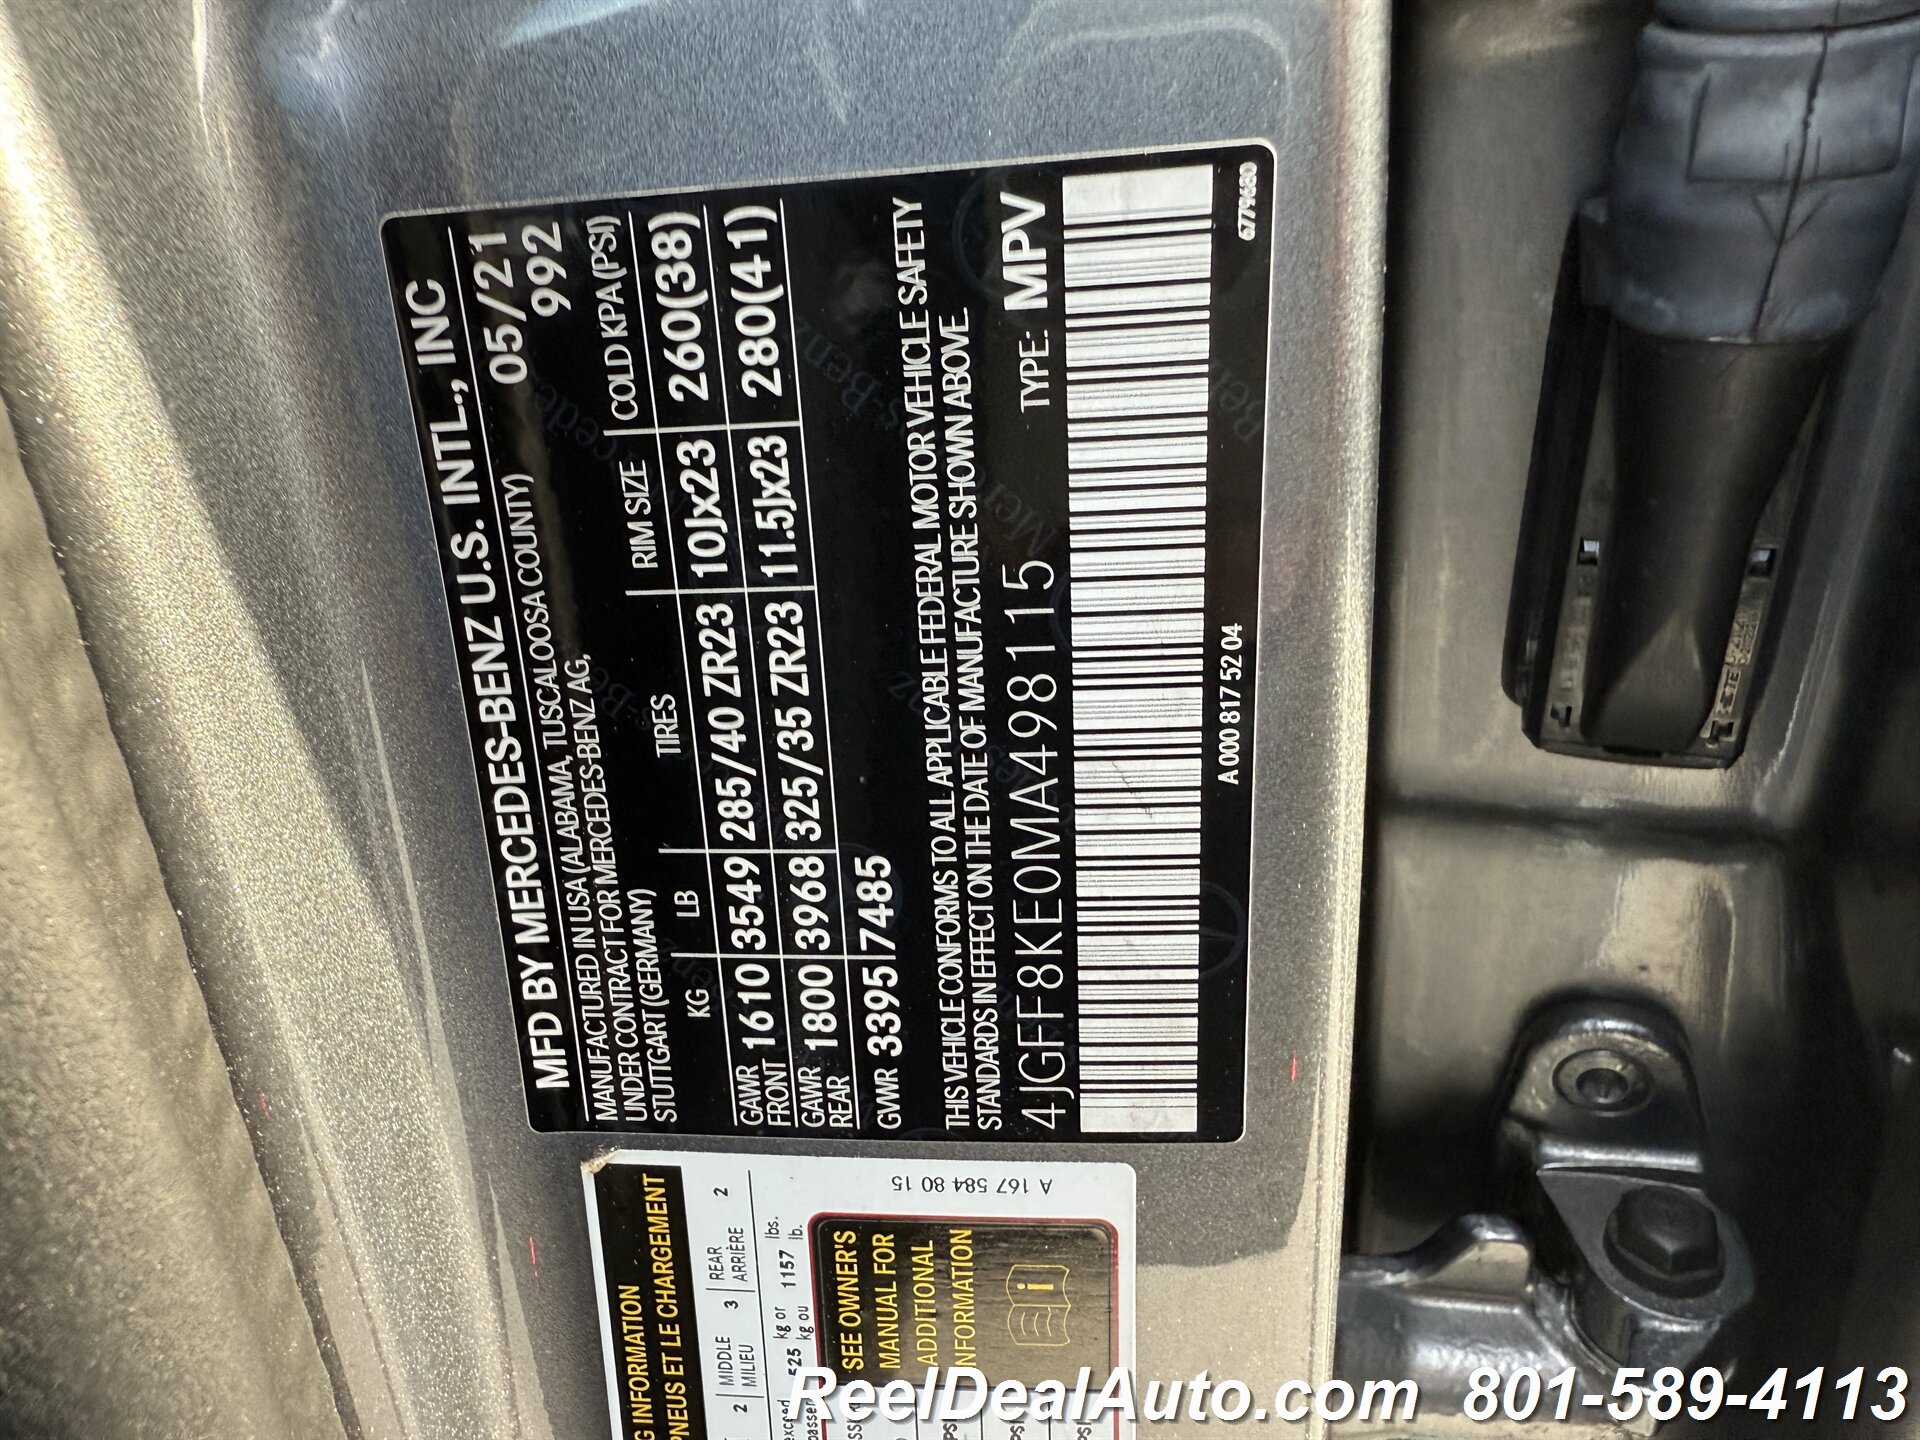 MFD BY MERCEDES-BENZ U.S. INTL., INC
MANUFACTURED IN USA (ALABAMA, TUSCALOOSA COUNTY) 05/21
UNDER CONTRACT FOR MERCEDES-BENZ AG, 992
STUTTGART (GERMANY)
KG LB TIRES RIM SIZE COLD KPA (PSI)
GAWR FRONT 1610 3549 285/40 ZR23 10Jx23 260(38)
GAWR REAR 1800 3968 325/35 ZR23 11.5Jx23 280(41)
GVWR 3395 7485
THIS VEHICLE CONFORMS TO ALL APPLICABLE FEDERAL MOTOR VEHICLE SAFETY
STANDARDS IN EFFECT ON THE DATE OF MANUFACTURE SHOWN ABOVE.
4JGFF8KE0MA498115 TYPE: MPV
A 000 817 52 04 6779680
INFORMATION
PNEUS ET LE CHARGEMENT
2 MIDDLE 3 REAR 2
MILIEU ARRIÈRE
exceed 525 kg or 1157 lbs.
kg ou lb.
SEE OWNER'S
MANUAL FOR
ADDITIONAL
INFORMATION
A 167 584 80 15
ReelDealAuto.com 801-589-4113